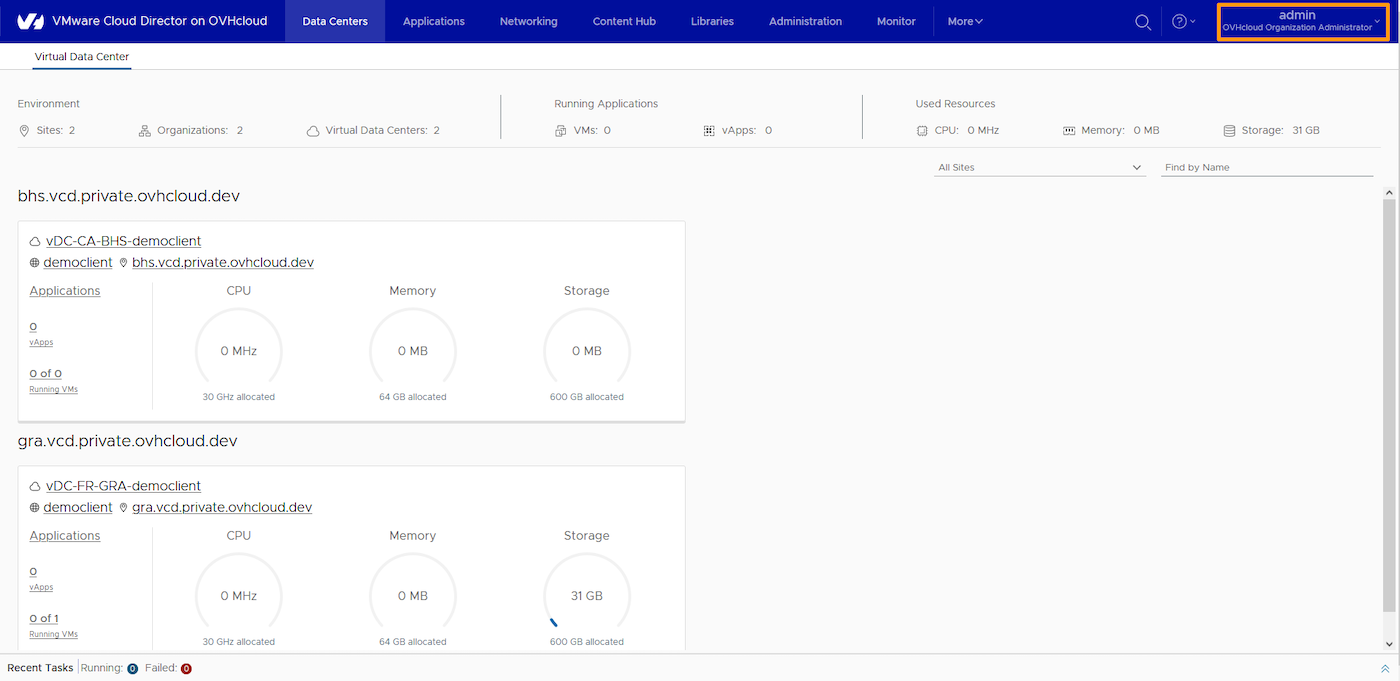 VMware Cloud Director on OVHcloud
Data Centers
Applications
Networking
Content Hub
Libraries
Administration
Monitor
More
admin
OVHcloud Organization Administrator
Virtual Data Center
Environment
Sites: 2
Organizations: 2
Virtual Data Centers: 2
Running Applications
VMs: 0
vApps: 0
Used Resources
CPU: 0 MHz
Memory: 0 MB
Storage: 31 GB
All Sites
Find by Name
bhs.vcd.private.ovhcloud.dev
vDC-CA-BHS-democlient
democlient bhs.vcd.private.ovhcloud.dev
Applications
0
vApps
0 of 0
Running VMs
CPU
0 MHz
30 GHz allocated
Memory
0 MB
64 GB allocated
Storage
0 MB
600 GB allocated
gra.vcd.private.ovhcloud.dev
vDC-FR-GRA-democlient
democlient gra.vcd.private.ovhcloud.dev
Applications
0
vApps
0 of 1
Running VMs
CPU
0 MHz
30 GHz allocated
Memory
0 MB
64 GB allocated
Storage
31 GB
600 GB allocated
Recent Tasks Running: 0 Failed: 0